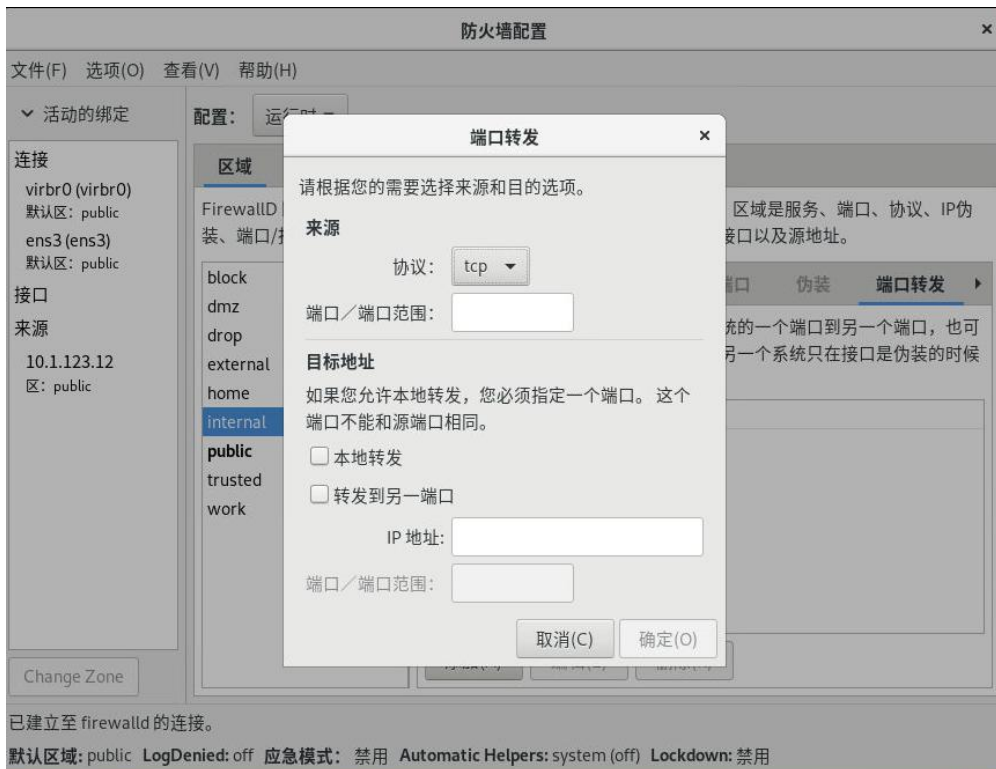 防火墙配置
文件(F) 选项(O) 查看(V) 帮助(H)
活动的绑定
连接
virbr0 (virbr0)
默认区：public
ens3 (ens3)
默认区：public
接口
来源
10.1.123.12
区：public
Change Zone
配置：
区域
FirewallD
区域是服务、端口、协议、IP伪
装、端口/
接口以及源地址。
block
dmz
drop
external
home
internal
public
trusted
work
伪装
端口转发
统的一个端口到另一个端口，也可
另一个系统只在接口是伪装的时候
端口转发
请根据您的需要选择来源和目的选项。
来源
协议：
tcp
端口／端口范围：
目标地址
如果您允许本地转发，您必须指定一个端口。 这个
端口不能和源端口相同。
本地转发
转发到另一端口
IP 地址:
端口／端口范围：
取消(C)
确定(O)
已建立至 firewalld 的连接。
默认区域: public LogDenied: off 应急模式： 禁用 Automatic Helpers: system (off) Lockdown: 禁用